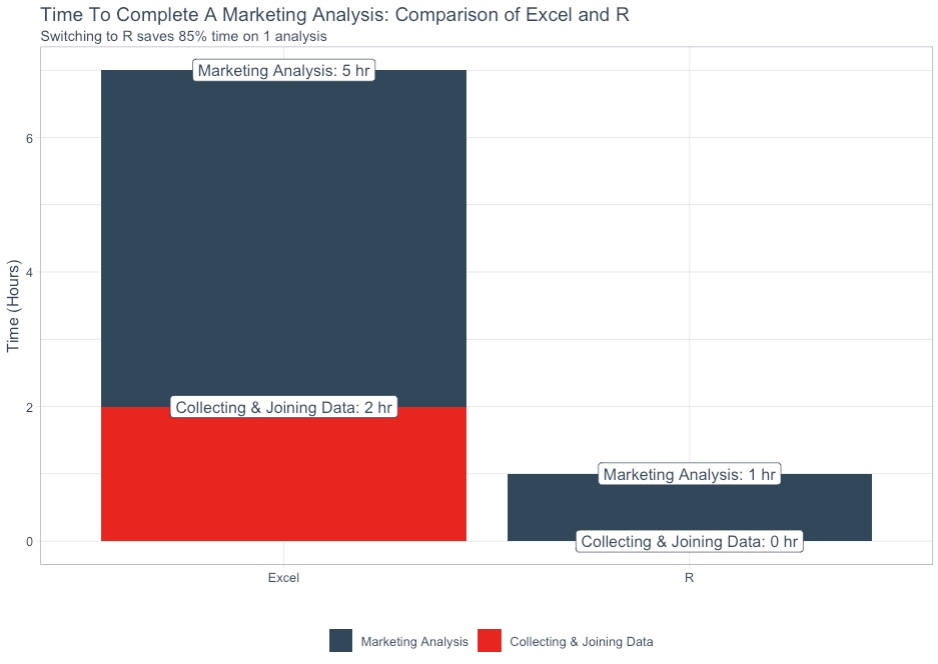 Time To Complete A Marketing Analysis: Comparison of Excel and R
Switching to R saves 85% time on 1 analysis
Marketing Analysis: 5 hr
6
4
Time (Hours)
Collecting & Joining Data: 2 hr
2
Marketing Analysis: 1 hr
Collecting & Joining Data: 0 hr
0
Excel
R
Marketing Analysis
Collecting & Joining Data